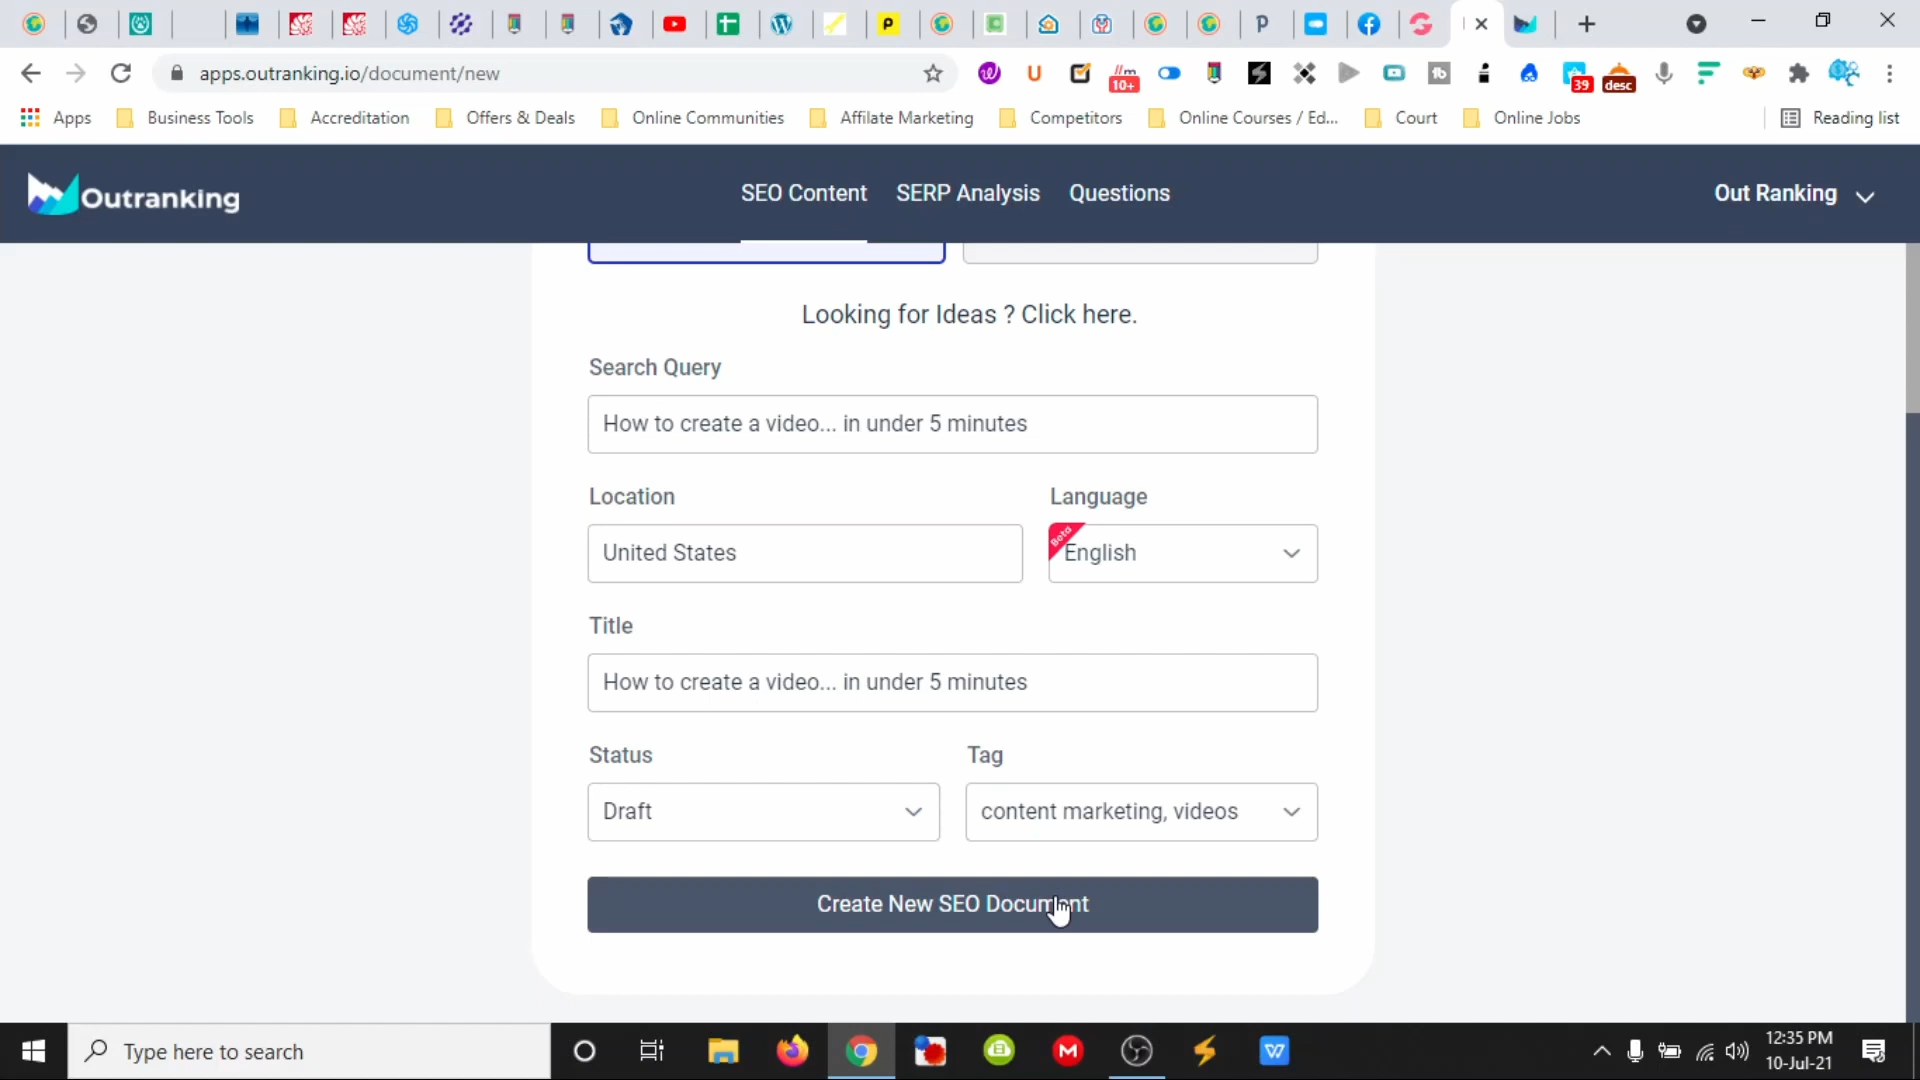 apps.outranking.io/document/new
10+
39
desc
Apps
Business Tools
Accreditation
Offers & Deals
Online Communities
Affilate Marketing
Competitors
Online Courses / Ed...
Court
Online Jobs
Reading list
Outranking
SEO Content
SERP Analysis
Questions
Out Ranking
Looking for Ideas ? Click here.
Search Query
How to create a video... in under 5 minutes
Location
Language
United States
Beta
English
Title
How to create a video... in under 5 minutes
Status
Tag
Draft
content marketing, videos
Create New SEO Document
Type here to search
12:35 PM
10-Jul-21